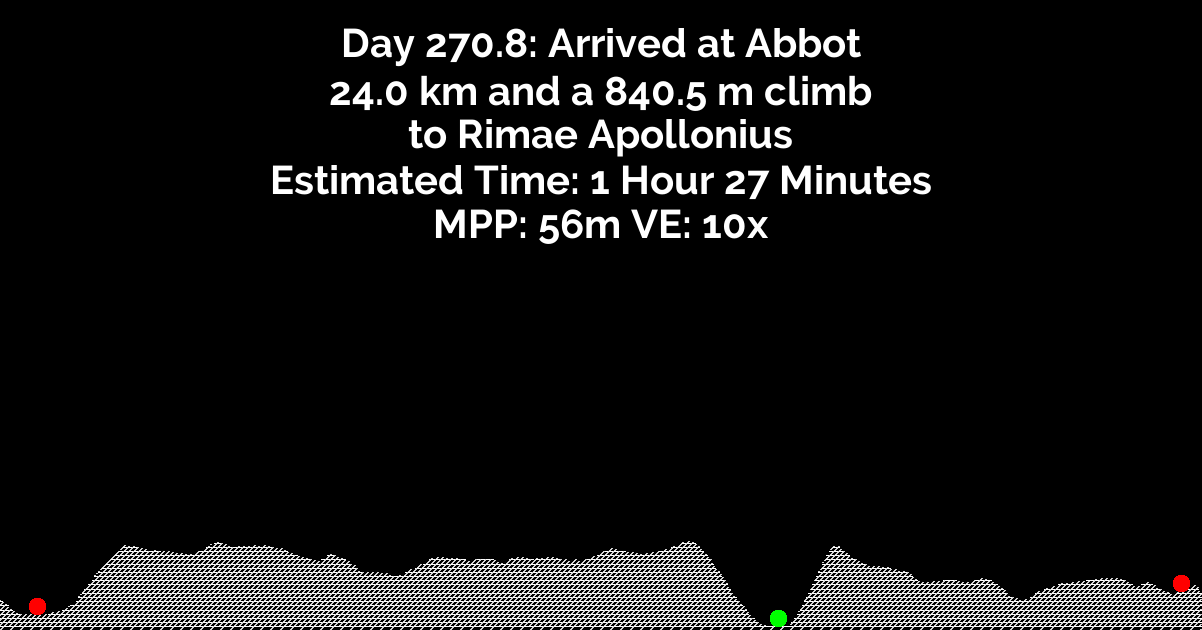 Day 270.8: Arrived at Abbot
24.0 km and a 840.5 m climb
to Rimae Apollonius
Estimated Time: 1 Hour 27 Minutes
MPP: 56m VE: 10x